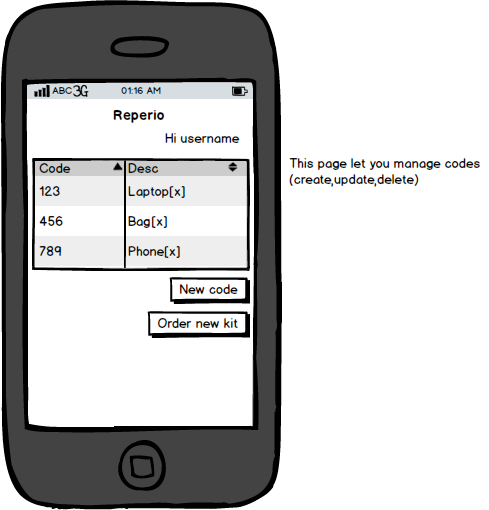 ABC 3G 01:16 AM
Reperio
Hi username
Code Desc
123 Laptop[x]
456 Bag[x]
789 Phone[x]
New code
Order new kit
This page let you manage codes
(create,update,delete)